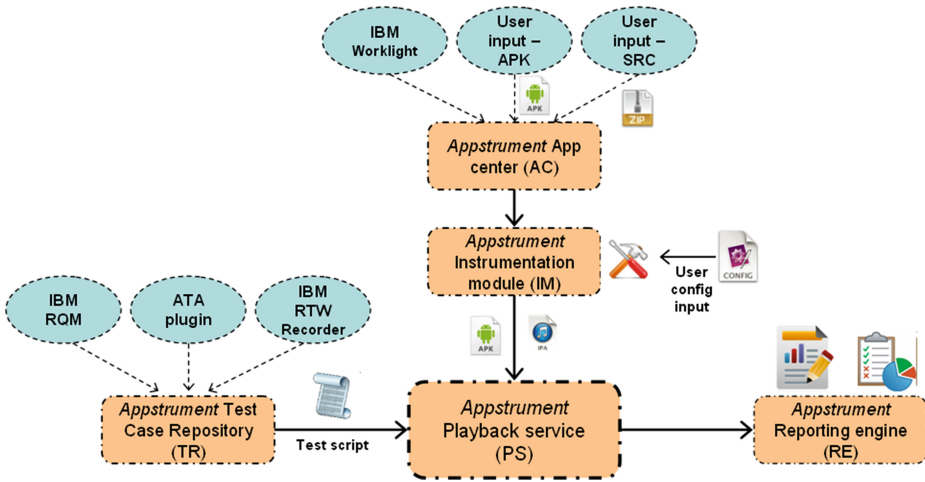 IBM
Worklight
User
input –
APK
User
input –
SRC
APK
ZIP
Appstrument App
center (AC)
Appstrument
Instrumentation
module (IM)
CONFIG
User
config
input
IBM
RQM
ATA
plugin
IBM
RTW
Recorder
APK
IPA
Appstrument Test
Case Repository
(TR)
Test script
Appstrument
Playback service
(PS)
Appstrument
Reporting engine
(RE)